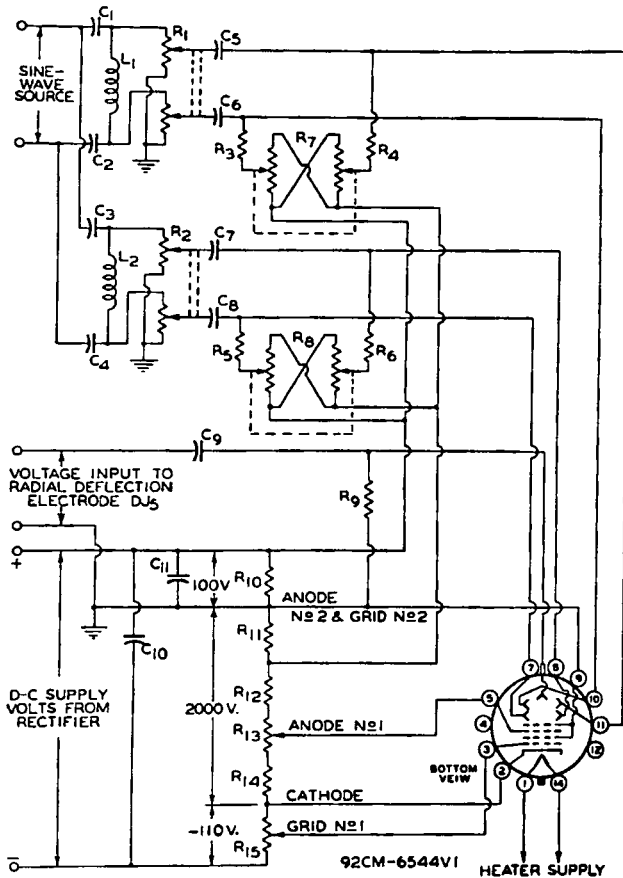 C1
R1
C5
L1
SINE-
WAVE
SOURCE
C6
R3
R7
R4
C2
C3
R2
C7
L2
C8
R5
R8
R6
C4
C9
VOLTAGE INPUT TO
RADIAL DEFLECTION
ELECTRODE DJ5
R9
+
C11
100V
R10
ANODE
No2 & GRID No2
C10
R11
D-C SUPPLY
VOLTS FROM
RECTIFIER
2000 V.
R12
R13
ANODE No1
R14
CATHODE
-110V.
GRID No1
R15
–
7
8
9
10
11
12
5
4
3
2
1
14
BOTTOM
VEIW
92CM-6544V1
HEATER SUPPLY